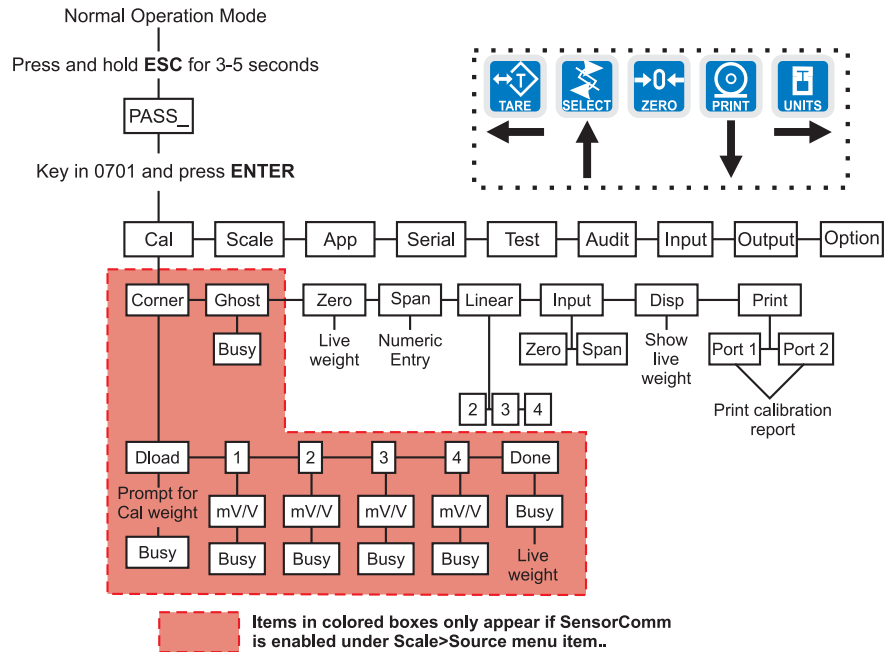 Normal Operation Mode
Press and hold ESC for 3-5 seconds
PASS_
Key in 0701 and press ENTER
T
TARE
SELECT
0
ZERO
PRINT
UNITS
Cal
Scale
App
Serial
Test
Audit
Input
Output
Option
Corner
Ghost
Zero
Span
Linear
Input
Disp
Print
Busy
Live
weight
Numeric
Entry
Zero
Span
Show
live
weight
Port 1
Port 2
2
3
4
Print calibration
report
Dload
1
2
3
4
Done
Prompt for
Cal weight
mV/V
mV/V
mV/V
mV/V
Busy
Busy
Busy
Busy
Busy
Busy
Live
weight
Items in colored boxes only appear if SensorComm
is enabled under Scale>Source menu item..